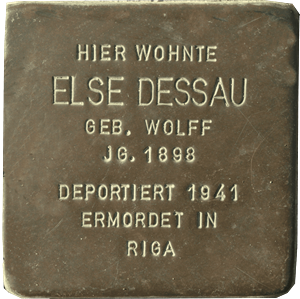 HIER WOHNTE
ELSE DESSAU
GEB. WOLFF
JG. 1898
DEPORTIERT 1941
ERMORDET IN
RIGA